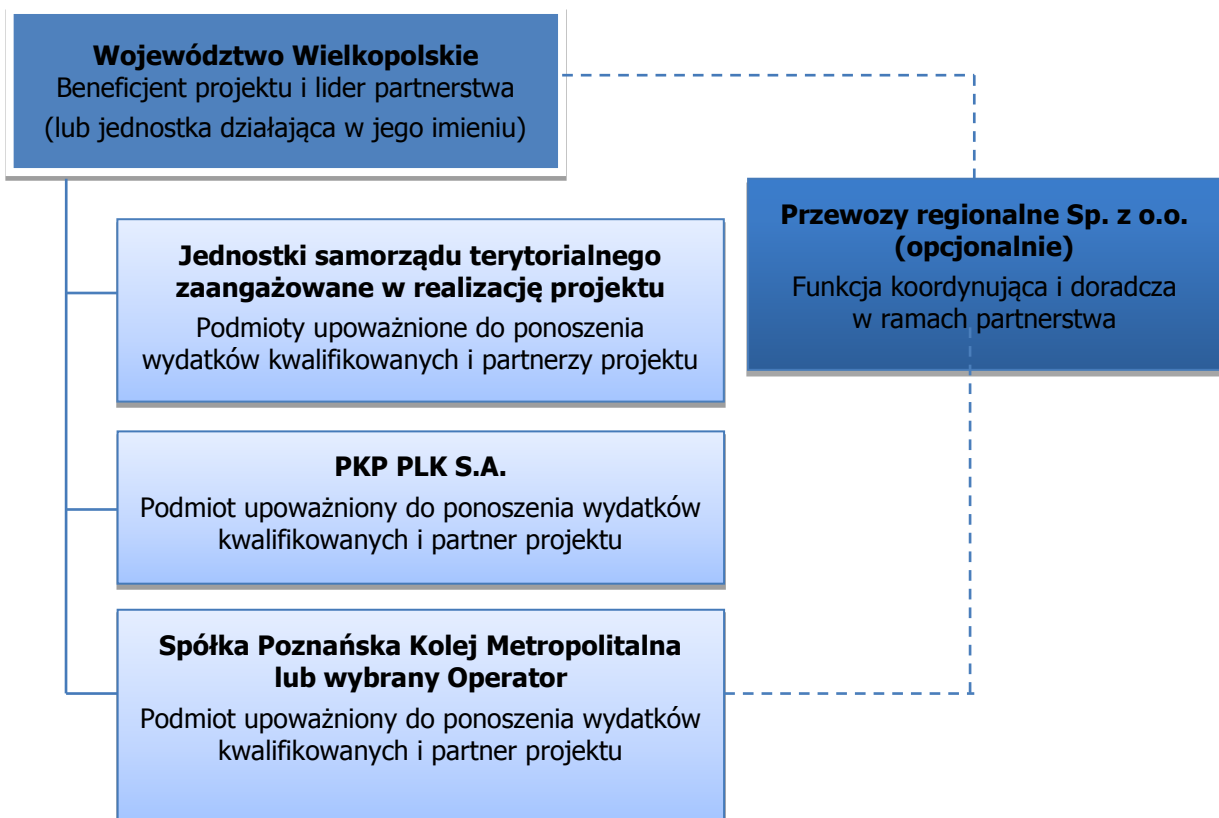 Województwo Wielkopolskie
Beneficjent projektu i lider partnerstwa
(lub jednostka działająca w jego imieniu)
Przewozy regionalne Sp. z o.o.
(opcjonalnie)
Funkcja koordynująca i doradcza
w ramach partnerstwa
Jednostki samorządu terytorialnego
zaangażowane w realizację projektu
Podmioty upoważnione do ponoszenia
wydatków kwalifikowanych i partnerzy projektu
PKP PLK S.A.
Podmiot upoważniony do ponoszenia wydatków
kwalifikowanych i partner projektu
Spółka Poznańska Kolej Metropolitalna
lub wybrany Operator
Podmiot upoważniony do ponoszenia wydatków
kwalifikowanych i partner projektu